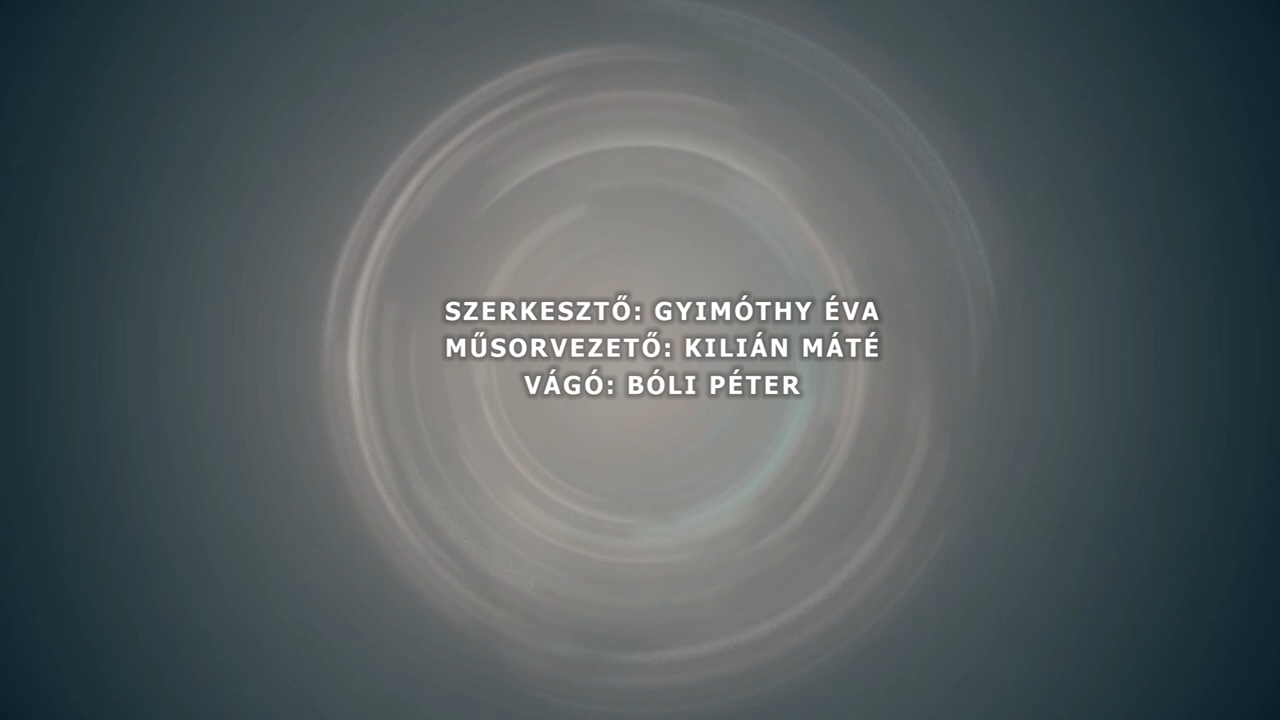 SZERKESZTŐ: GYIMÓTHY ÉVA
MŰSORVEZETŐ: KILIÁN MÁTÉ
VÁGÓ: BÓLI PÉTER